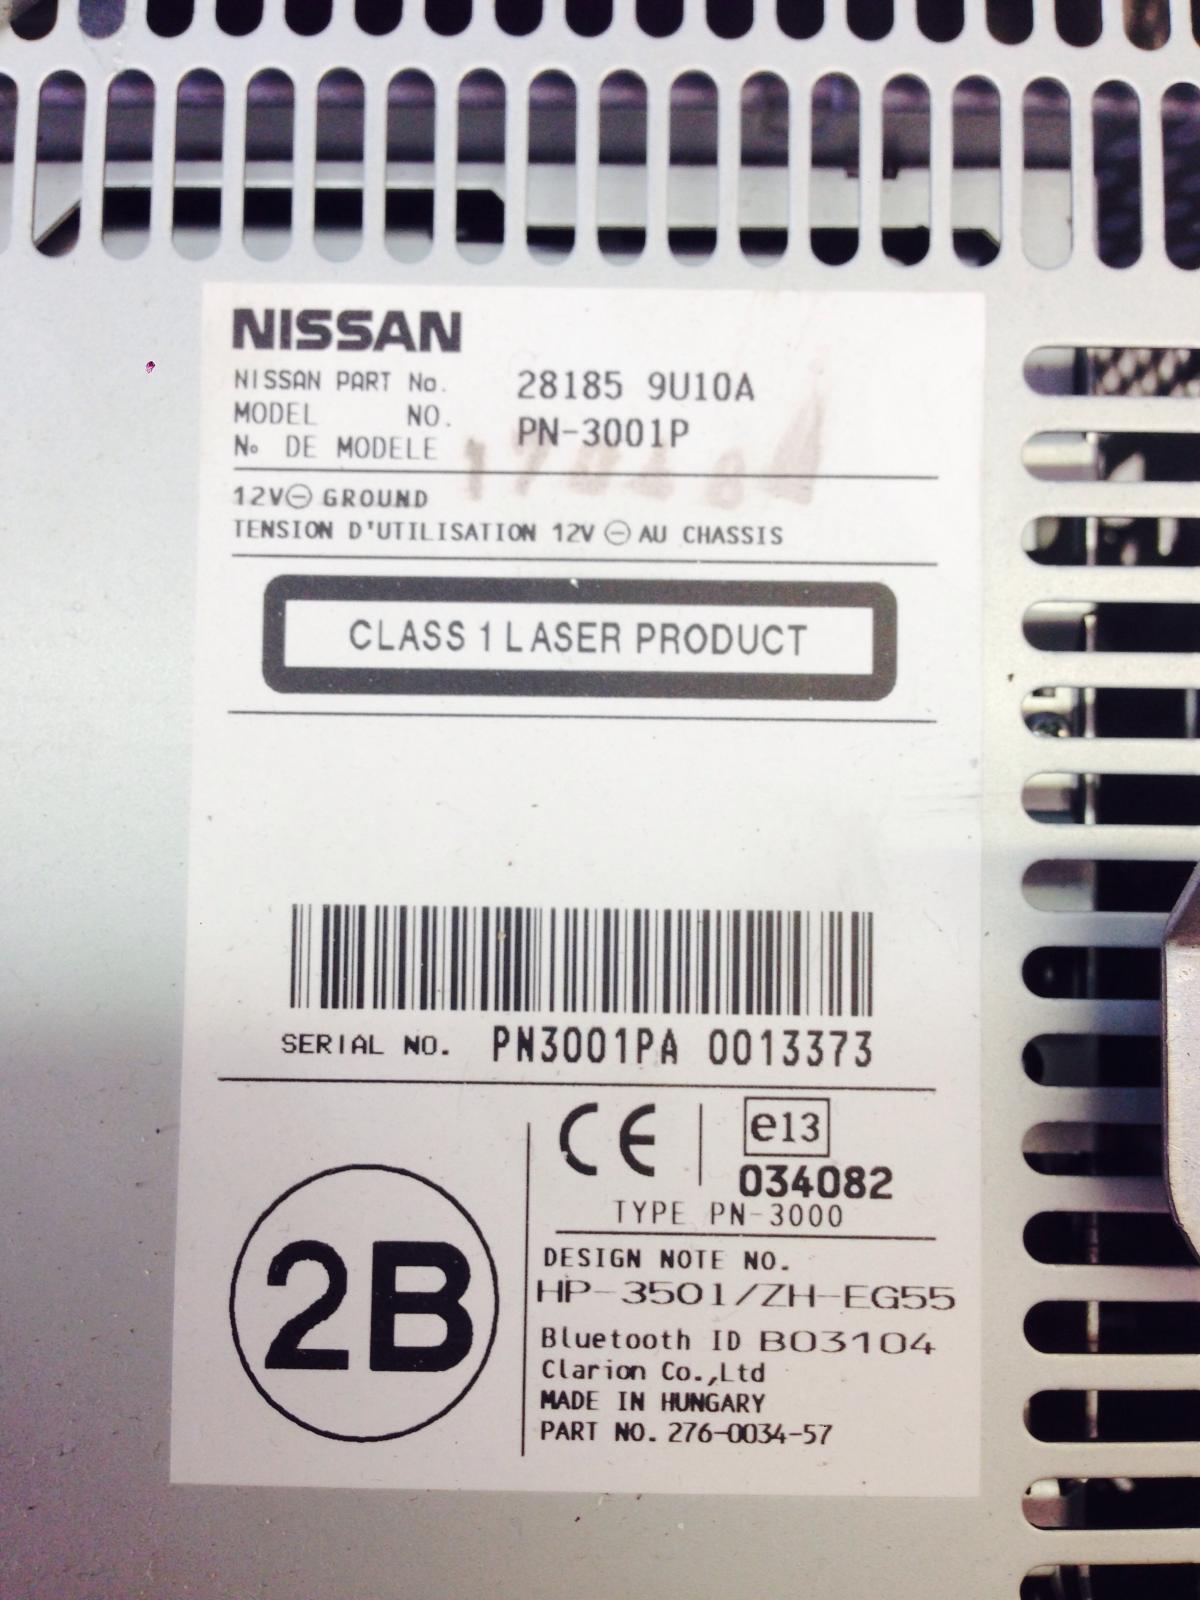 NISSAN
NISSAN PART No. 28185 9U10A
MODEL NO. PN-3001P
No DE MODELE
12V⊖ GROUND
TENSION D'UTILISATION 12V ⊖ AU CHASSIS
CLASS 1 LASER PRODUCT
SERIAL NO. PN3001PA 0013373
CE e13
034082
TYPE PN-3000
2B
DESIGN NOTE NO.
HP-3501/ZH-EG55
Bluetooth ID B03104
Clarion Co.,Ltd
MADE IN HUNGARY
PART NO. 276-0034-57